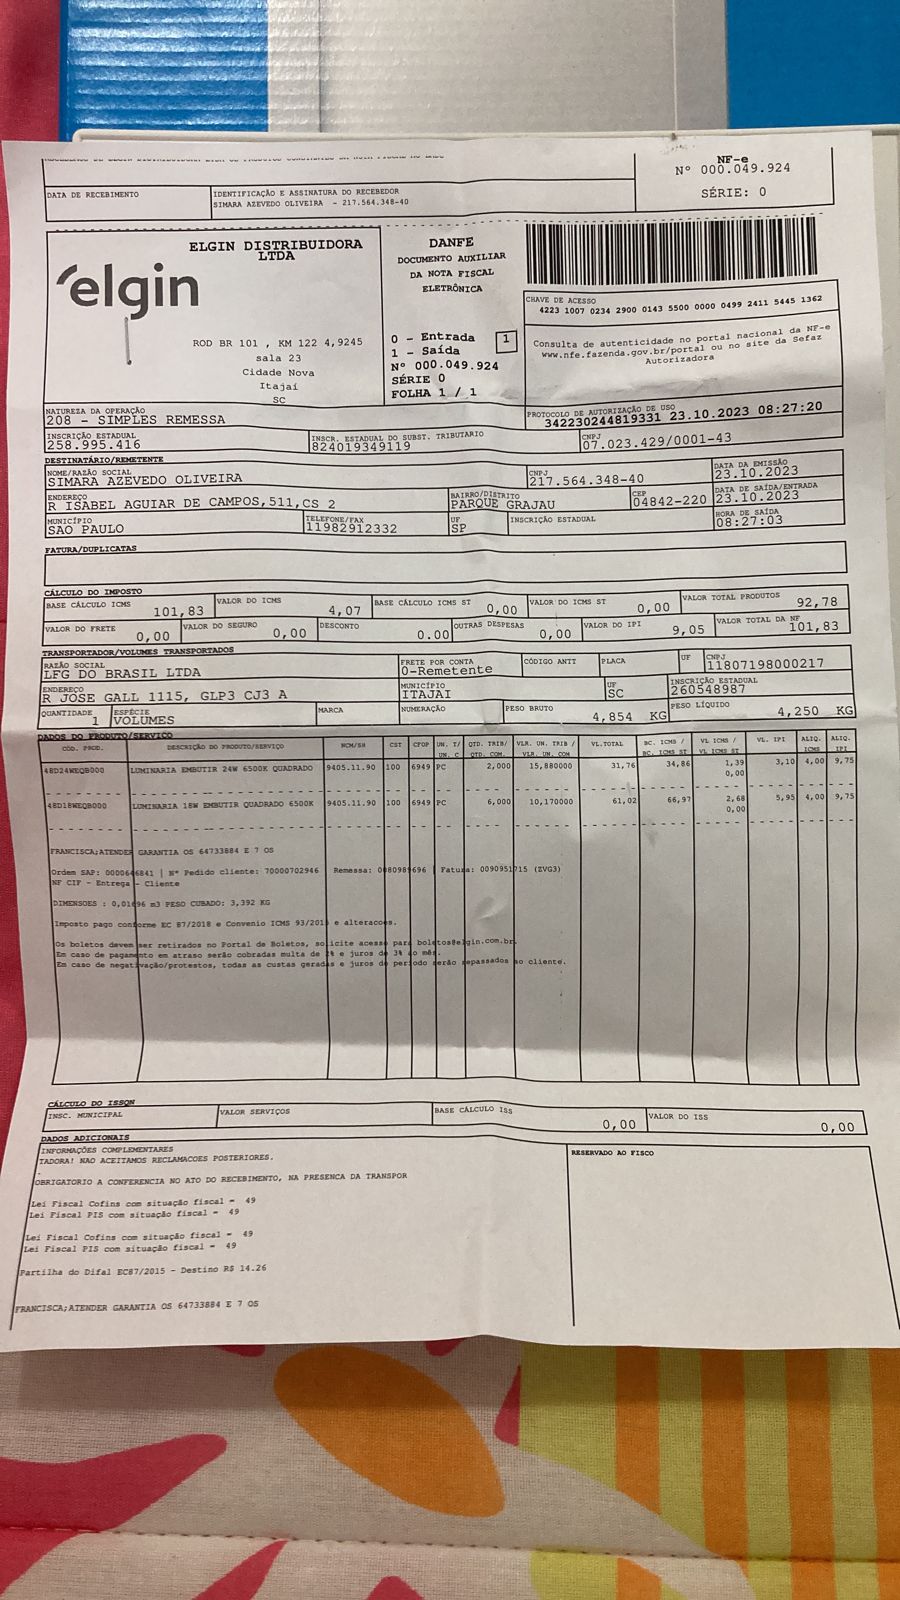 NF-e
Nº 000.049.924
SÉRIE: 0
DATA DE RECEBIMENTO
IDENTIFICAÇÃO E ASSINATURA DO RECEBEDOR
SIMARA AZEVEDO OLIVEIRA - 217.564.348-40
elgin
ELGIN DISTRIBUIDORA LTDA
ROD BR 101 , KM 122 4,9245
sala 23
Cidade Nova
Itajaí
SC
DANFE
DOCUMENTO AUXILIAR
DA NOTA FISCAL
ELETRÔNICA
0 - Entrada
1 - Saída
1
Nº 000.049.924
SÉRIE 0
FOLHA 1 / 1
CHAVE DE ACESSO
4223 1007 0234 2900 0143 5500 0000 0499 2411 5445 1362
Consulta de autenticidade no portal nacional da NF-e
www.nfe.fazenda.gov.br/portal ou no site da Sefaz
Autorizadora
NATUREZA DA OPERAÇÃO
208 - SIMPLES REMESSA
PROTOCOLO DE AUTORIZAÇÃO DE USO
342230244819331 23.10.2023 08:27:20
INSCRIÇÃO ESTADUAL
258.995.416
INSCR. ESTADUAL DO SUBST. TRIBUTARIO
824019349119
CNPJ
07.023.429/0001-43
DESTINATÁRIO/REMETENTE
NOME/RAZÃO SOCIAL
SIMARA AZEVEDO OLIVEIRA
CNPJ
217.564.348-40
DATA DA EMISSÃO
23.10.2023
ENDEREÇO
R ISABEL AGUIAR DE CAMPOS,511,CS 2
BAIRRO/DISTRITO
PARQUE GRAJAU
CEP
04842-220
DATA DE SAÍDA/ENTRADA
23.10.2023
MUNICÍPIO
SAO PAULO
TELEFONE/FAX
11982912332
UF
SP
INSCRIÇÃO ESTADUAL
HORA DE SAÍDA
08:27:03
FATURA/DUPLICATAS
CÁLCULO DO IMPOSTO
BASE CÁLCULO ICMS
101,83
VALOR DO ICMS
4,07
BASE CÁLCULO ICMS ST
0,00
VALOR DO ICMS ST
0,00
VALOR TOTAL PRODUTOS
92,78
VALOR DO FRETE
0,00
VALOR DO SEGURO
0,00
DESCONTO
0.00
OUTRAS DESPESAS
0,00
VALOR DO IPI
9,05
VALOR TOTAL DA NF
101,83
TRANSPORTADOR/VOLUMES TRANSPORTADOS
RAZÃO SOCIAL
LFG DO BRASIL LTDA
FRETE POR CONTA
0-Remetente
CÓDIGO ANTT
PLACA
UF
CNPJ
11807198000217
ENDEREÇO
R JOSE GALL 1115, GLP3 CJ3 A
MUNICÍPIO
ITAJAI
UF
SC
INSCRIÇÃO ESTADUAL
260548987
QUANTIDADE
1
ESPÉCIE
VOLUMES
MARCA
NUMERAÇÃO
PESO BRUTO
4,854 KG
PESO LÍQUIDO
4,250 KG
DADOS DO PRODUTO/SERVICO
CÓD. PROD. DESCRIÇÃO DO PRODUTO/SERVIÇO NCM/SH CST CFOP UN. T/ UN. C QTD. TRIB/ QTD. COM. VLR. UN. TRIB / VLR. UN. COM VL.TOTAL BC. ICMS / BC. ICMS ST VL ICMS / VL ICMS ST VL. IPI ALIQ. ICMS ALIQ. IPI
48D24WEQB000 LUMINARIA EMBUTIR 24W 6500K QUADRADO 9405.11.90 100 6949 PC 2,000 15,880000 31,76 34,86 1,39 3,10 4,00 9,75
0,00
48D18WEQB000 LUMINARIA 18W EMBUTIR QUADRADO 6500K 9405.11.90 100 6949 PC 6,000 10,170000 61,02 66,97 2,68 5,95 4,00 9,75
0,00
FRANCISCA;ATENDER GARANTIA OS 64733884 E 7 OS
Ordem SAP: 0000646841 | Nº Pedido cliente: 70000702946 | Remessa: 0080989696 | Fatura: 0090951715 (ZVG3)
NF CIF - Entrega - Cliente
DIMENSOES : 0,01696 m3 PESO CUBADO: 3,392 KG
Imposto pago conforme EC 87/2018 e Convenio ICMS 93/201 e alteracoes.
Os boletos devem ser retirados no Portal de Boletos, solicite acesso para boletos@elgin.com.br.
Em caso de pagamento em atraso serão cobradas multa de 2% e juros de 3% ao mês.
Em caso de negativação/protestos, todas as custas geradas e juros de período serão repassados ao cliente.
CÁLCULO DO ISSQN
INSC. MUNICIPAL
VALOR SERVIÇOS
BASE CÁLCULO ISS
0,00
VALOR DO ISS
0,00
DADOS ADICIONAIS
INFORMAÇÕES COMPLEMENTARES
TADORA! NAO ACEITAMOS RECLAMACOES POSTERIORES.
.
OBRIGATORIO A CONFERENCIA NO ATO DO RECEBIMENTO, NA PRESENCA DA TRANSPOR
Lei Fiscal Cofins com situação fiscal = 49
Lei Fiscal PIS com situação fiscal = 49
Lei Fiscal Cofins com situação fiscal = 49
Lei Fiscal PIS com situação fiscal = 49
Partilha do Difal EC87/2015 - Destino R$ 14.26
FRANCISCA;ATENDER GARANTIA OS 64733884 E 7 OS
RESERVADO AO FISCO